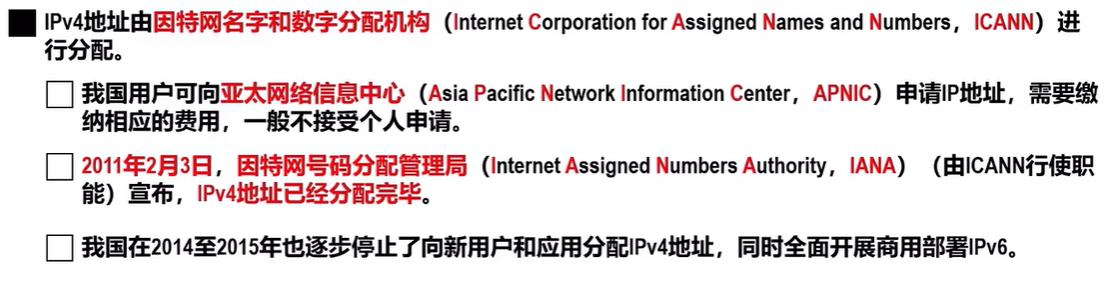 IPv4地址由因特网名字和数字分配机构（Internet Corporation for Assigned Names and Numbers，ICANN）进
行分配。
我国用户可向亚太网络信息中心（Asia Pacific Network Information Center，APNIC）申请IP地址，需要缴
纳相应的费用，一般不接受个人申请。
2011年2月3日，因特网号码分配管理局（Internet Assigned Numbers Authority，IANA）（由ICANN行使职
能）宣布，IPv4地址已经分配完毕。
我国在2014至2015年也逐步停止了向新用户和应用分配IPv4地址，同时全面开展商用部署IPv6。